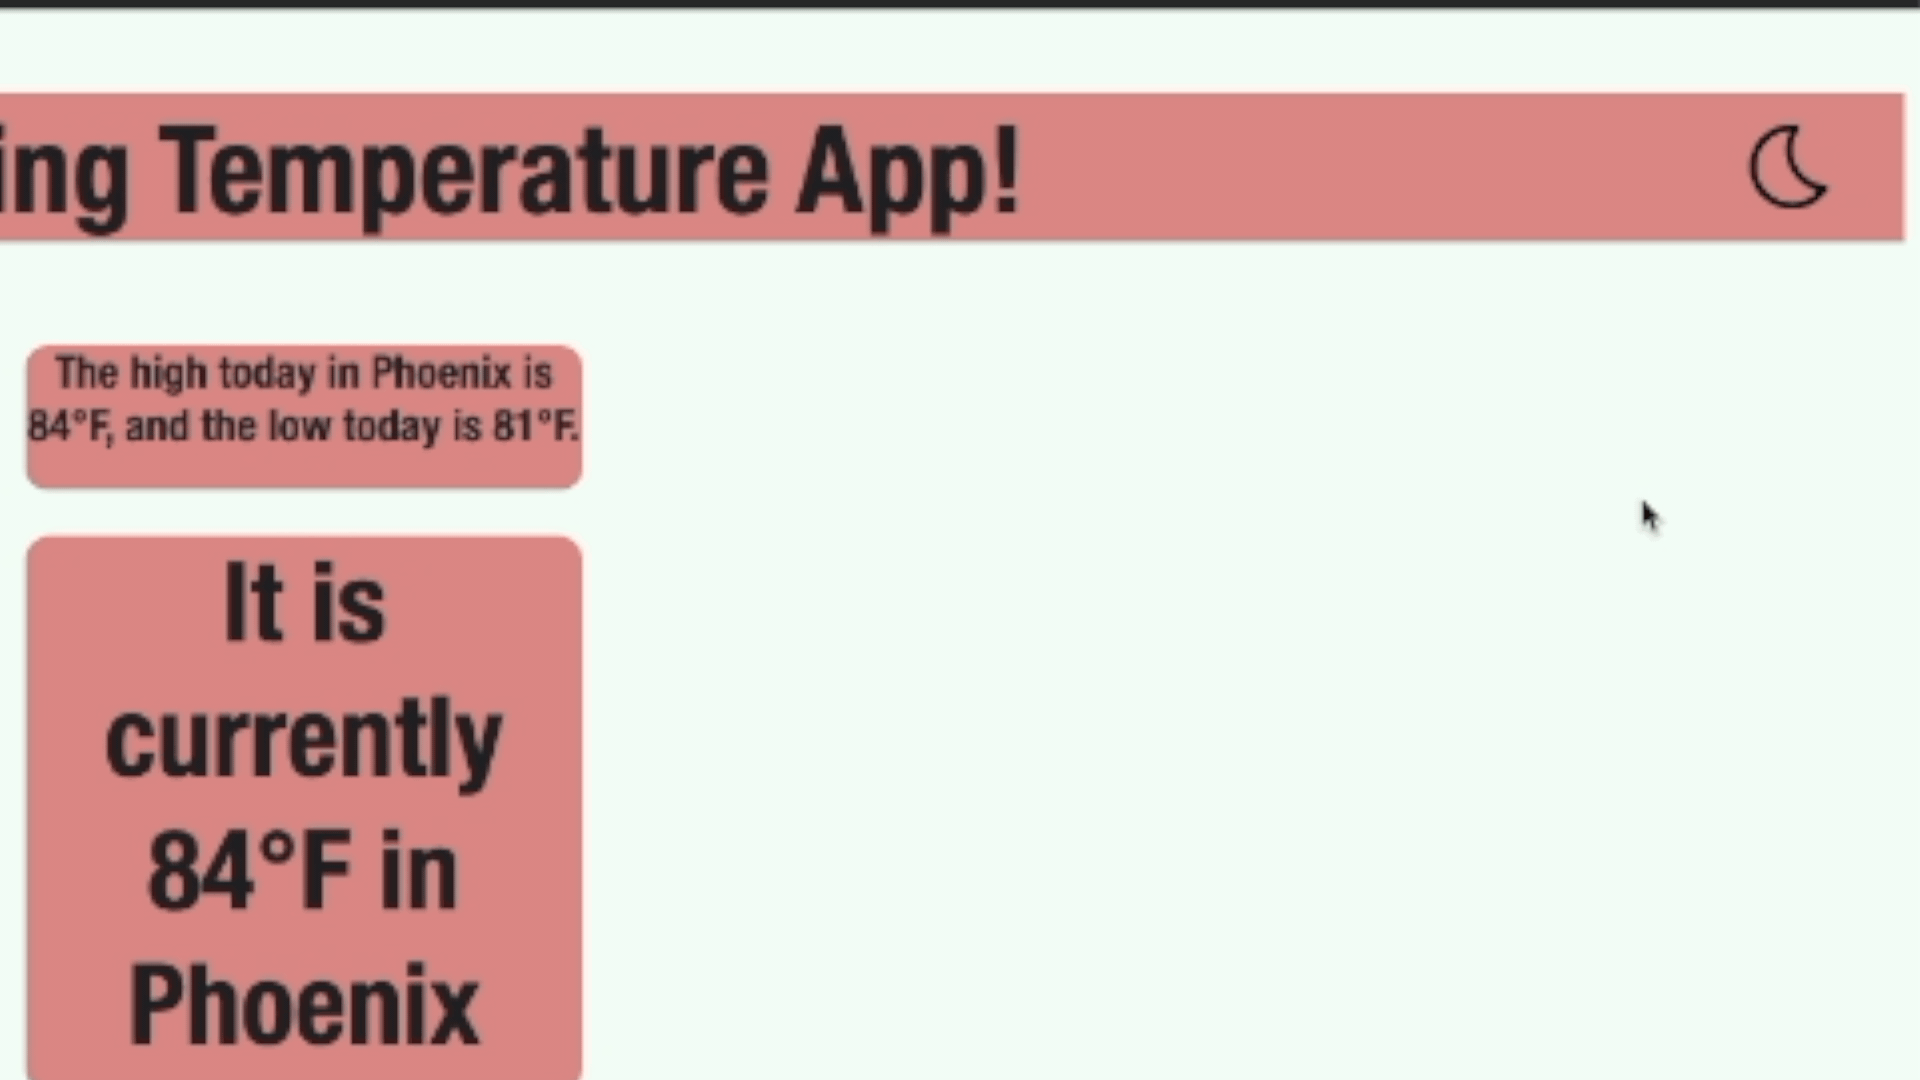 ing Temperature App!
The high today in Phoenix is
84°F, and the low today is 81°F.
It is
currently
84°F in
Phoenix